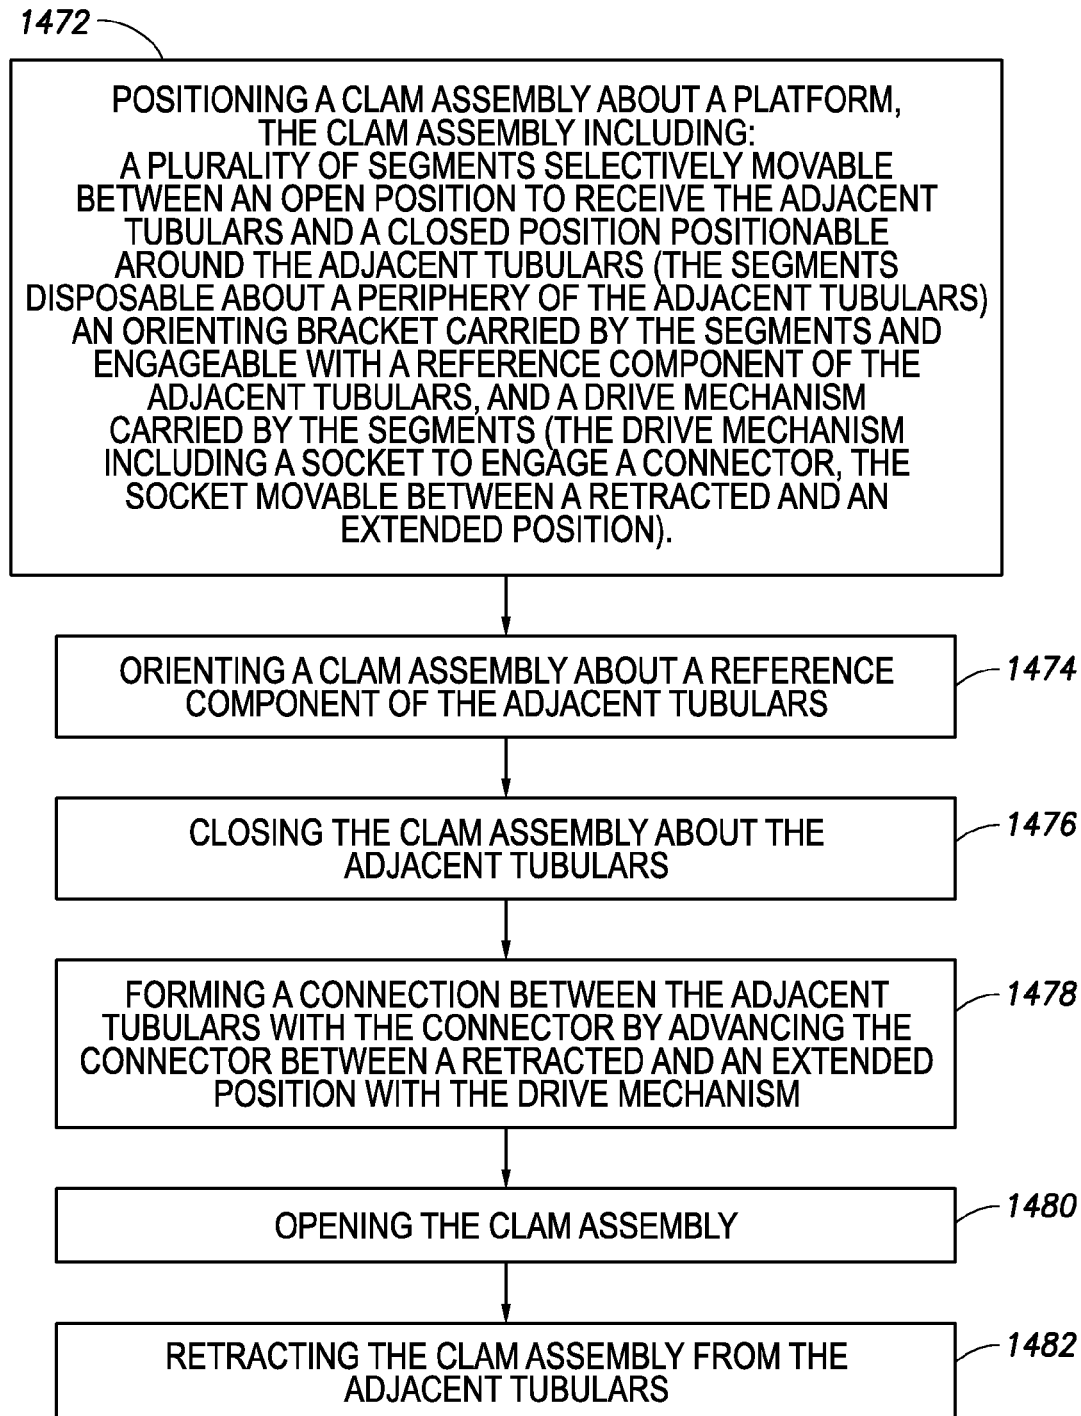 1472
POSITIONING A CLAM ASSEMBLY ABOUT A PLATFORM,
THE CLAM ASSEMBLY INCLUDING:
A PLURALITY OF SEGMENTS SELECTIVELY MOVABLE
BETWEEN AN OPEN POSITION TO RECEIVE THE ADJACENT
TUBULARS AND A CLOSED POSITION POSITIONABLE
AROUND THE ADJACENT TUBULARS (THE SEGMENTS
DISPOSABLE ABOUT A PERIPHERY OF THE ADJACENT TUBULARS)
AN ORIENTING BRACKET CARRIED BY THE SEGMENTS AND
ENGAGEABLE WITH A REFERENCE COMPONENT OF THE
ADJACENT TUBULARS, AND A DRIVE MECHANISM
CARRIED BY THE SEGMENTS (THE DRIVE MECHANISM
INCLUDING A SOCKET TO ENGAGE A CONNECTOR, THE
SOCKET MOVABLE BETWEEN A RETRACTED AND AN
EXTENDED POSITION).
ORIENTING A CLAM ASSEMBLY ABOUT A REFERENCE
COMPONENT OF THE ADJACENT TUBULARS
1474
CLOSING THE CLAM ASSEMBLY ABOUT THE
ADJACENT TUBULARS
1476
FORMING A CONNECTION BETWEEN THE ADJACENT
TUBULARS WITH THE CONNECTOR BY ADVANCING THE
CONNECTOR BETWEEN A RETRACTED AND AN EXTENDED
POSITION WITH THE DRIVE MECHANISM
1478
OPENING THE CLAM ASSEMBLY
1480
RETRACTING THE CLAM ASSEMBLY FROM THE
ADJACENT TUBULARS
1482